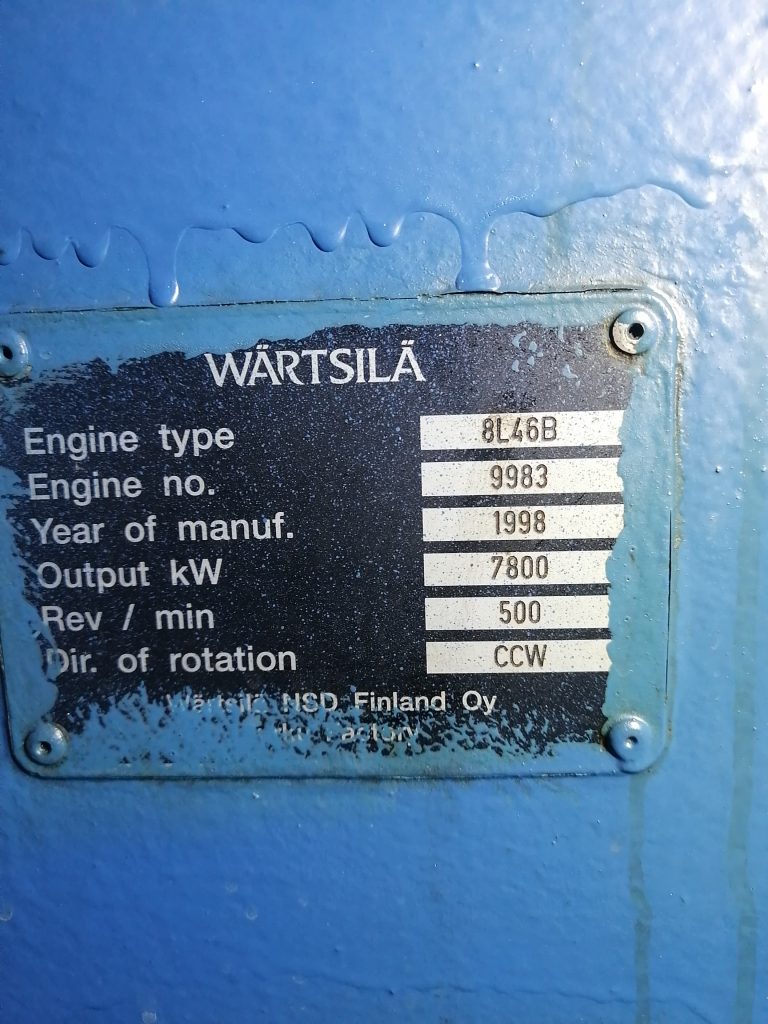 WÄRTSILÄ
Engine type 8L46B
Engine no. 9983
Year of manuf. 1998
Output kW 7800
Rev / min 500
Dir. of rotation CCW
Wärtsilä NSD Finland Oy